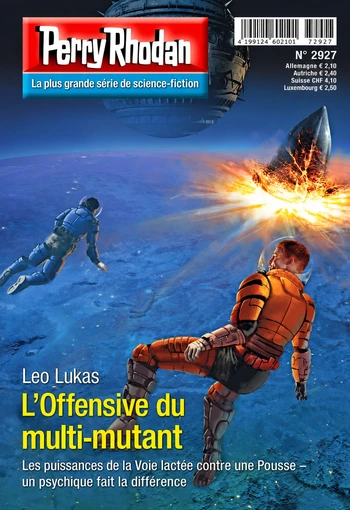 Perry Rhodan
La plus grande série de science-fiction
4 199124 602101
72927
N° 2927
Allemagne € 2,10
Autriche € 2,40
Suisse CHF 4,10
Luxembourg € 2,50
Leo Lukas
L'Offensive du
multi-mutant
Les puissances de la Voie lactée contre une Pousse –
un psychique fait la différence